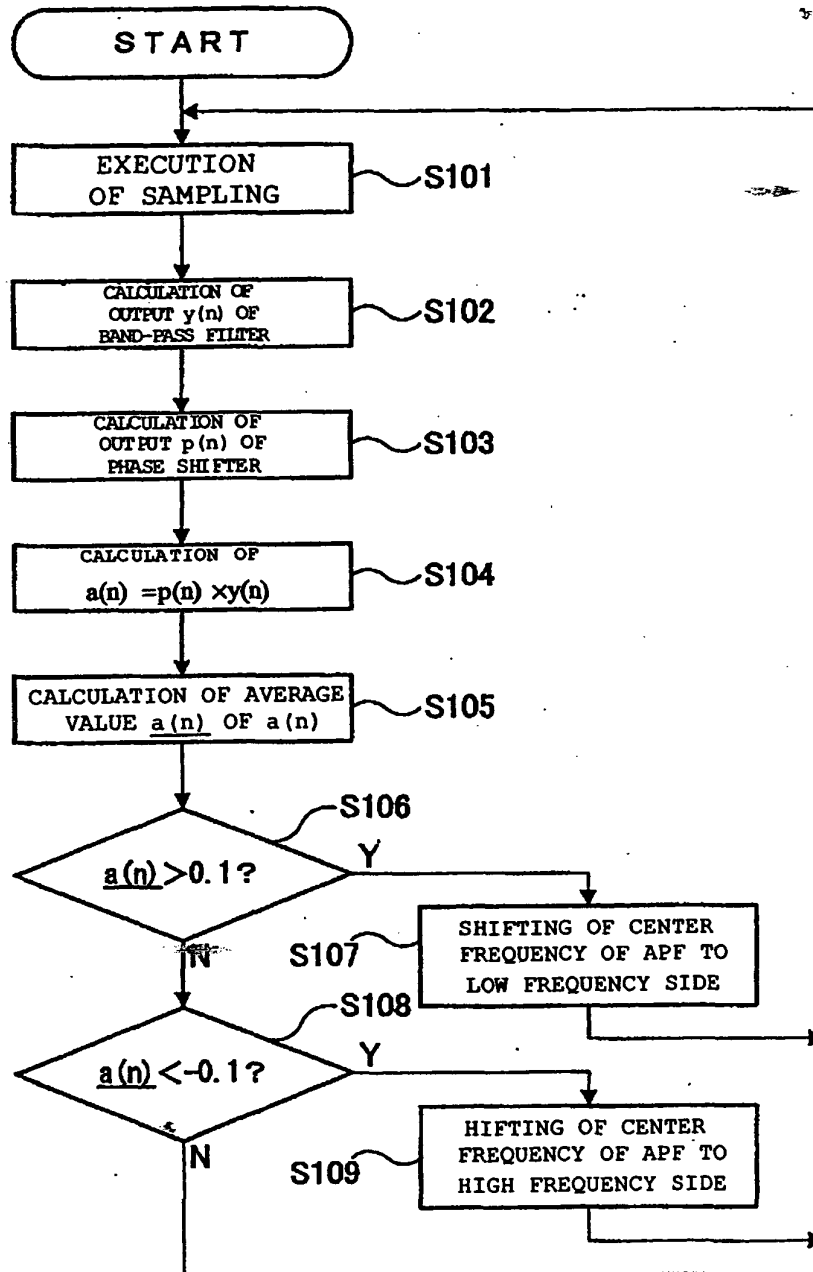 START
EXECUTION
OF SAMPLING
S101
CALCULATION OF
OUTPUT y(n) OF
BAND-PASS FILTER
S102
CALCULATION OF
OUTPUT p(n) OF
PHASE SHIFTER
S103
CALCULATION OF
a(n) =p(n) ×y(n)
S104
CALCULATION OF AVERAGE
VALUE a(n) OF a(n)
S105
S106
a(n)>0.1?
Y
N
SHIFTING OF CENTER
FREQUENCY OF APF TO
LOW FREQUENCY SIDE
S107
S108
a(n)<-0.1?
Y
N
HIFTING OF CENTER
FREQUENCY OF APF TO
HIGH FREQUENCY SIDE
S109